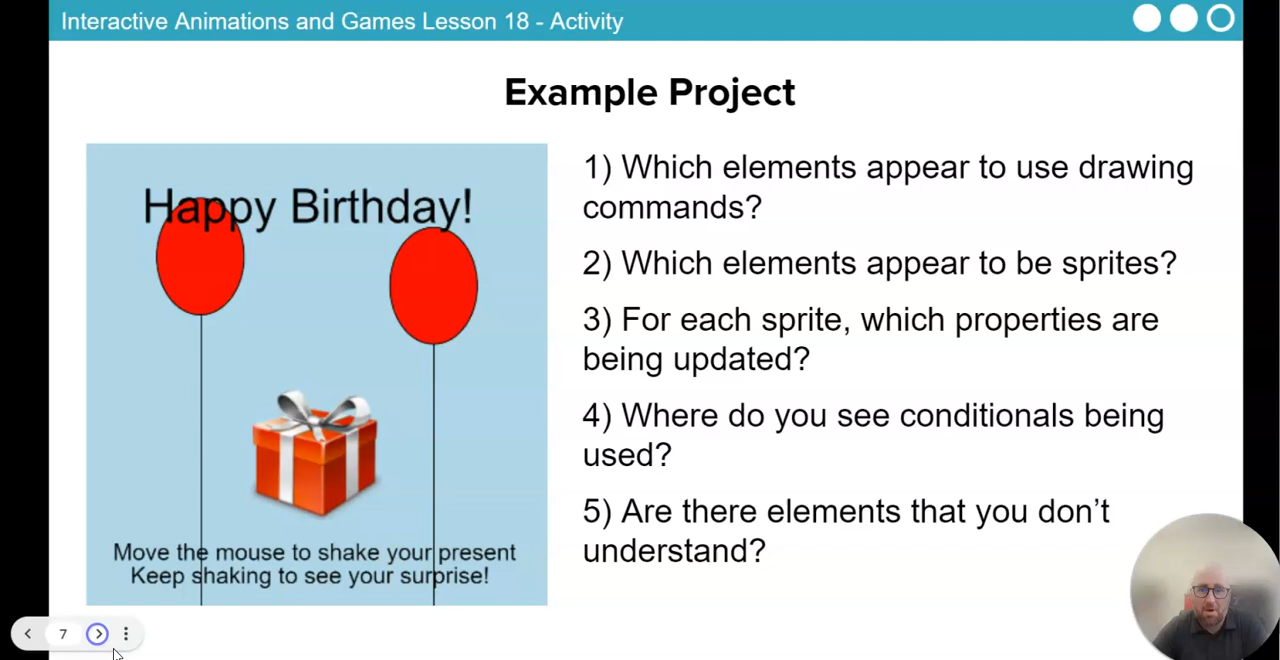 Interactive Animations and Games Lesson 18 - Activity
Example Project
Happy Birthday!
Move the mouse to shake your present
Keep shaking to see your surprise!
1) Which elements appear to use drawing
commands?
2) Which elements appear to be sprites?
3) For each sprite, which properties are
being updated?
4) Where do you see conditionals being
used?
5) Are there elements that you don’t
understand?
7